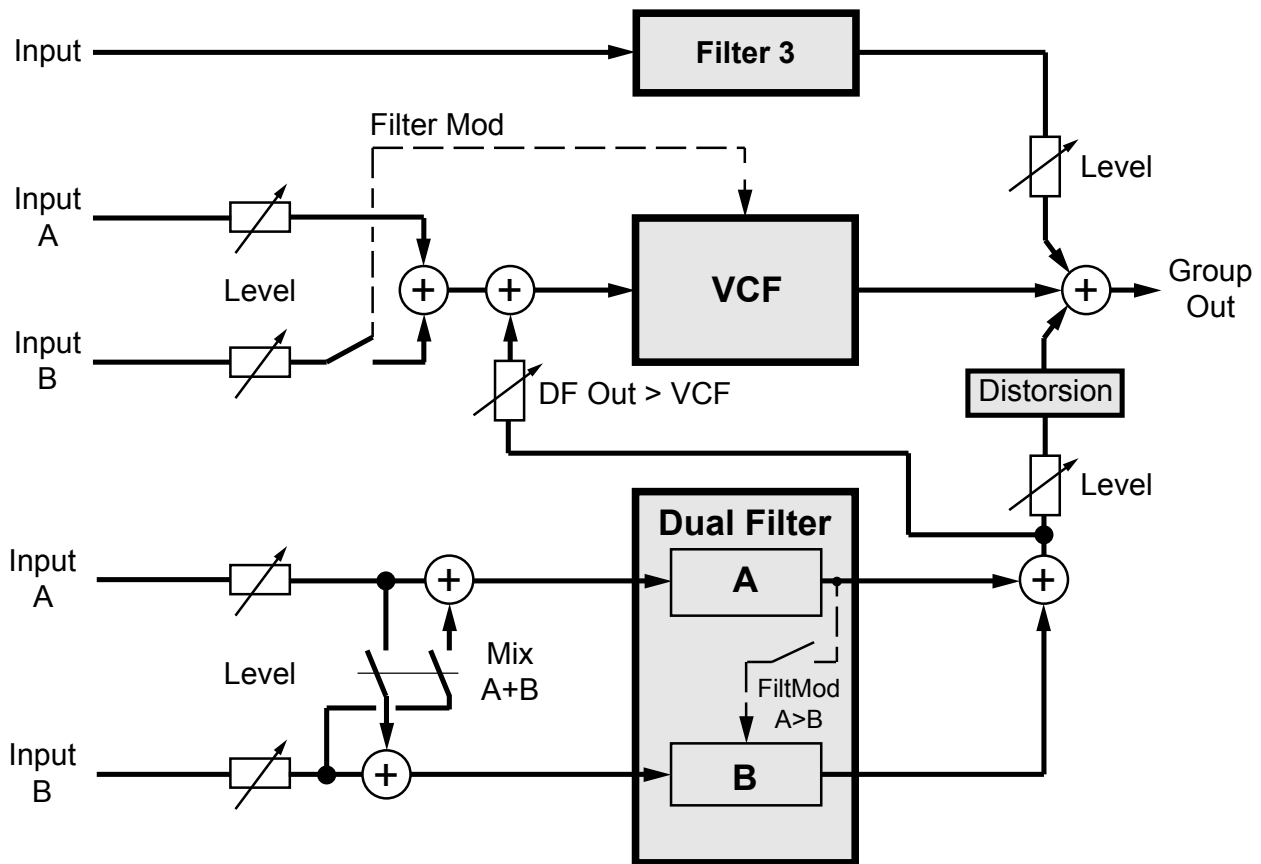 Input
Filter 3
Filter Mod
Level
Input
A
Level
Input
B
+
+
VCF
+
Group
Out
DF Out > VCF
Distorsion
Level
Dual Filter
Input
A
+
A
+
Level
Mix
A+B
FiltMod
A>B
Input
B
+
B